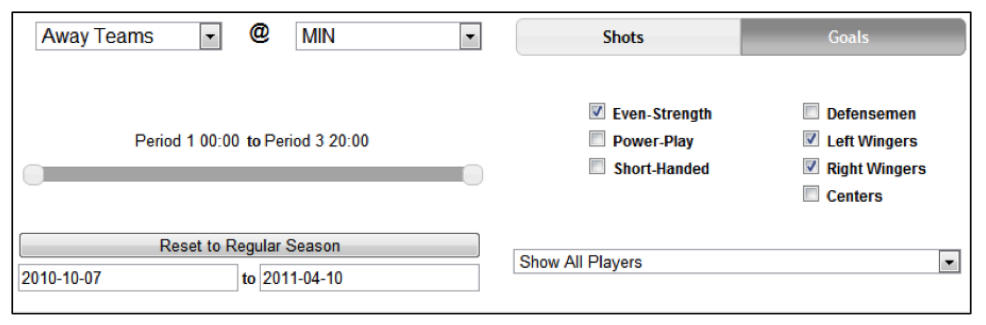 Away Teams @ MIN
Shots Goals
Even-Strength Defensemen
Period 1 00:00 to Period 3 20:00
Power-Play Left Wingers
Short-Handed Right Wingers
Centers
Reset to Regular Season
Show All Players
2010-10-07 to 2011-04-10